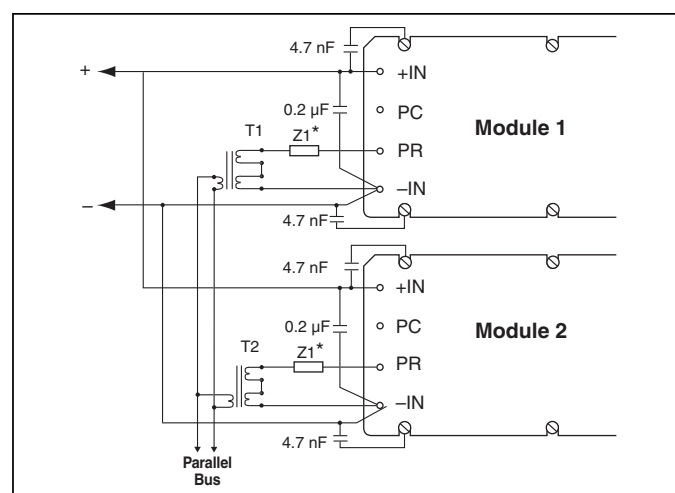 4.7 nF
+
+IN
0.2 µF
PC
T1
Z1*
Module 1
PR
–IN
–
4.7 nF
4.7 nF
+IN
0.2 µF
PC
Module 2
T2
Z1*
PR
–IN
4.7 nF
Parallel
Bus